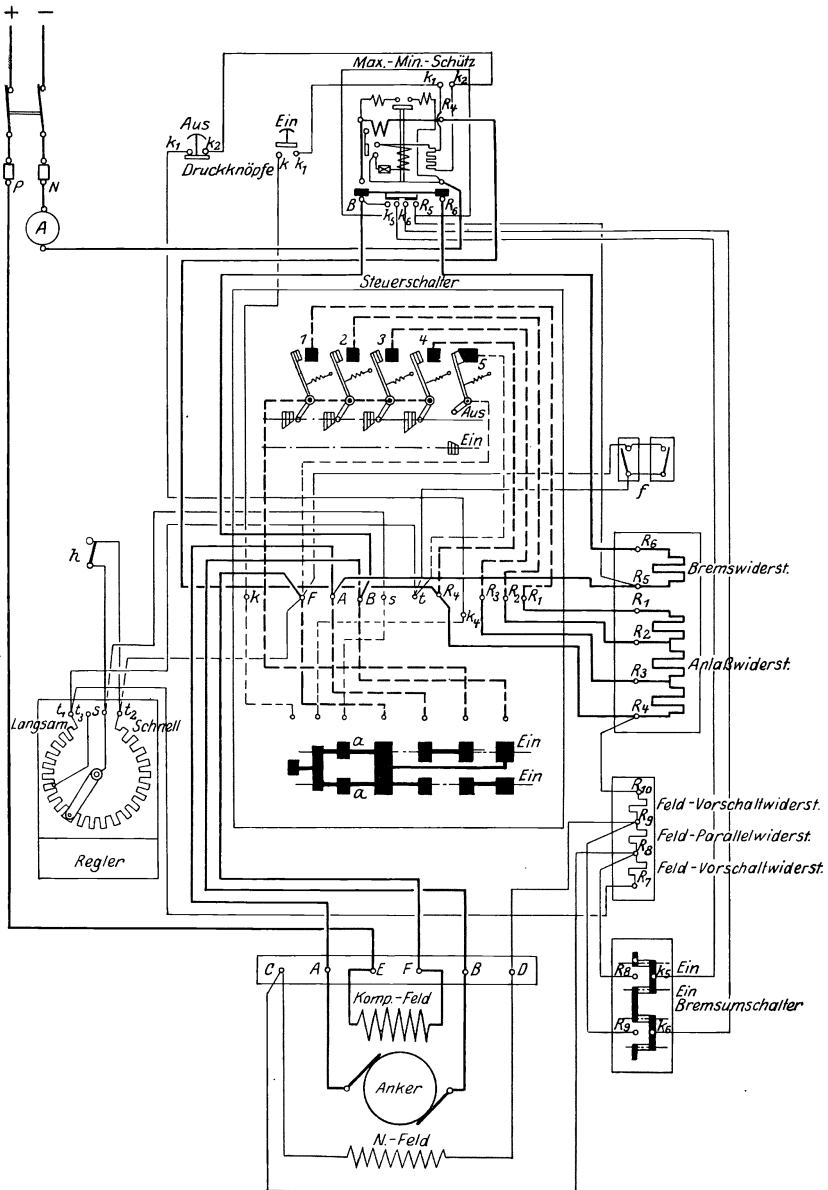 + −
Max.-Min.-Schütz
k₁ k₂
R₄
Aus
k₁ k₂
Ein
k k₁
Druckknöpfe
P N
A
B k₅ k₆ R₅ R₆
Steuerschalter
1 2 3 4 5
Aus
Ein
f
h
R₆
R₅ Bremswiderst.
R₁
R₂
Anlaßwiderst.
R₃
R₄
k F A B s t R₄ R₃ R₂ R₁
k₄
t₁ t₃ s t₂
Langsam Schnell
Regler
a Ein
a Ein
R₁₀
Feld-Vorschaltwiderst.
R₉
Feld-Parallelwiderst.
R₈
Feld-Vorschaltwiderst.
R₇
C A E F B D
Komp.-Feld
Anker
N.-Feld
R₈ k₅ Ein
Ein
Bremsumschalter
R₉ k₆